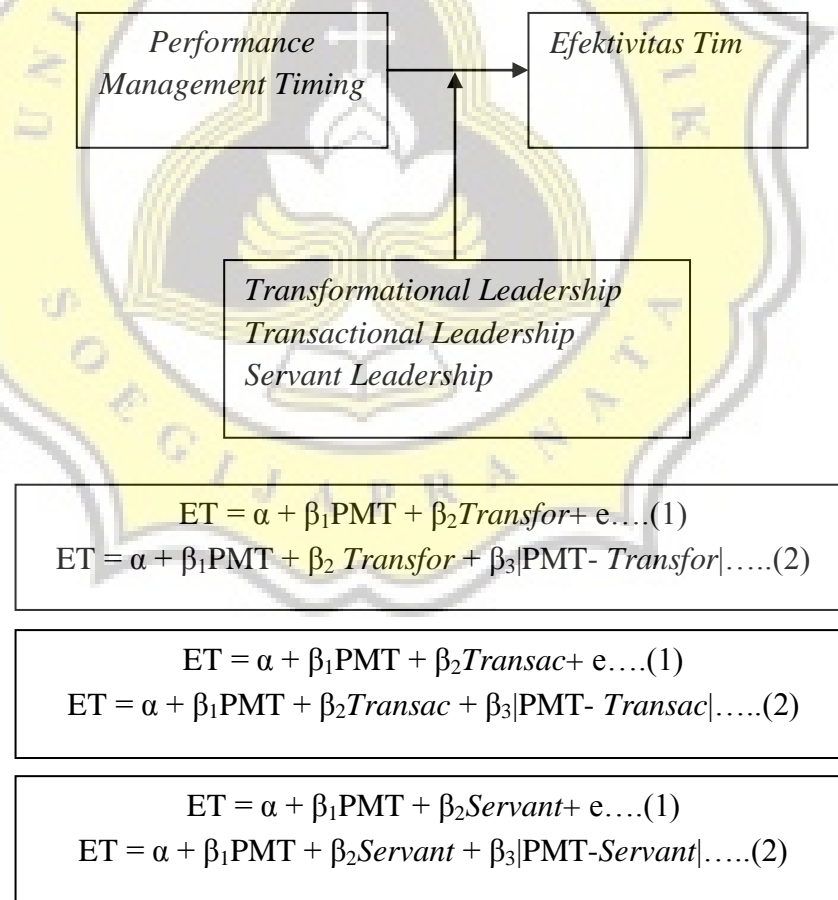 Performance
Management Timing
Efektivitas Tim
Transformational Leadership
Transactional Leadership
Servant Leadership
SOEGIJAPRANATA
ET = α + β₁PMT + β₂Transfor+ e….(1)
ET = α + β₁PMT + β₂ Transfor + β₃|PMT- Transfor|…..(2)
ET = α + β₁PMT + β₂Transac+ e….(1)
ET = α + β₁PMT + β₂Transac + β₃|PMT- Transac|…..(2)
ET = α + β₁PMT + β₂Servant+ e….(1)
ET = α + β₁PMT + β₂Servant + β₃|PMT-Servant|…..(2)